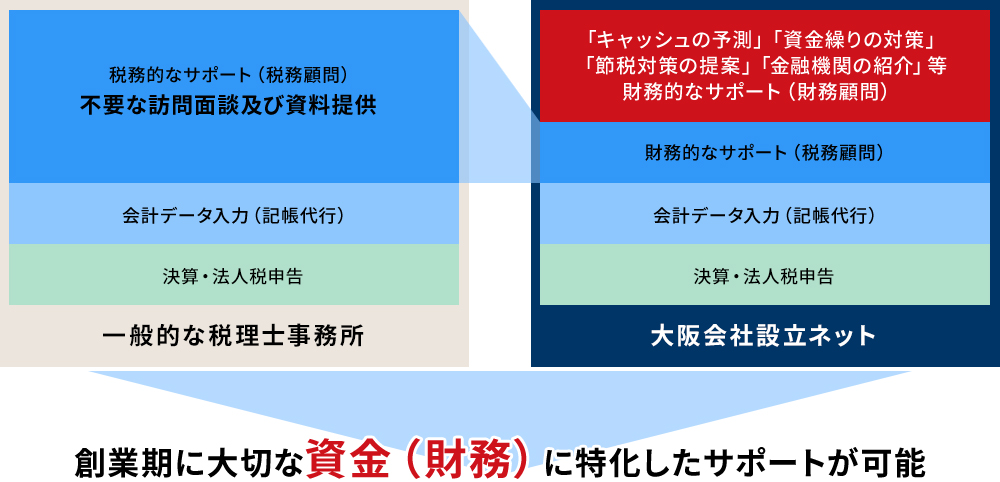 税務的なサポート（税務顧問）
不要な訪問面談及び資料提供
会計データ入力（記帳代行）
決算・法人税申告
一般的な税理士事務所
「キャッシュの予測」「資金繰りの対策」
「節税対策の提案」「金融機関の紹介」等
財務的なサポート（財務顧問）
財務的なサポート（税務顧問）
会計データ入力（記帳代行）
決算・法人税申告
大阪会社設立ネット
創業期に大切な資金（財務）に特化したサポートが可能